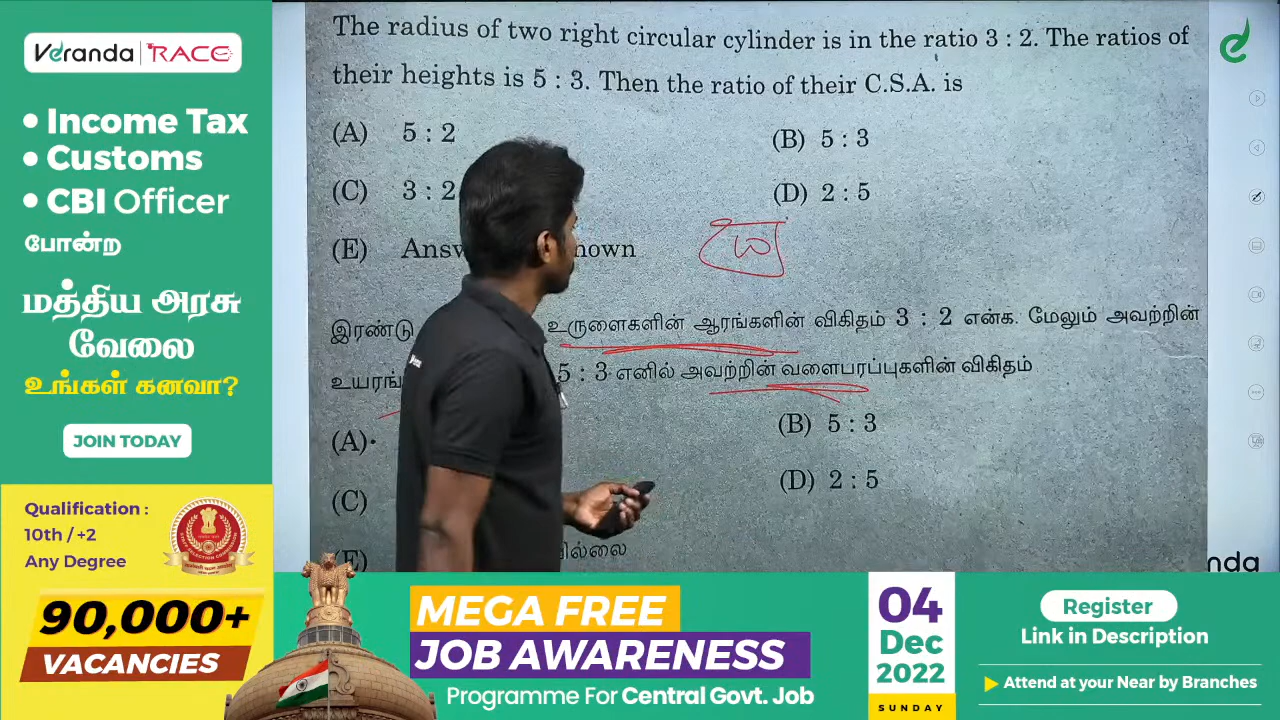 Veranda RACE
• Income Tax
• Customs
• CBI Officer
போன்ற
மத்திய அரசு
வேலை
உங்கள் கனவா?
JOIN TODAY
Qualification :
10th / +2
Any Degree
90,000+
VACANCIES
The radius of two right circular cylinder is in the ratio 3 : 2. The ratios of
their heights is 5 : 3. Then the ratio of their C.S.A. is
(A) 5 : 2
(B) 5 : 3
(C) 3 : 2
(D) 2 : 5
(E) Answ nown
இரண்டு உருளைகளின் ஆரங்களின் விகிதம் 3 : 2 என்க. மேலும் அவற்றின்
உயரங் 5 : 3 எனில் அவற்றின் வளைபரப்புகளின் விகிதம்
(A)
(B) 5 : 3
(C)
(D) 2 : 5
(E) ில்லை
nda
MEGA FREE
JOB AWARENESS
Programme For Central Govt. Job
04
Dec
2022
SUNDAY
Register
Link in Description
Attend at your Near by Branches